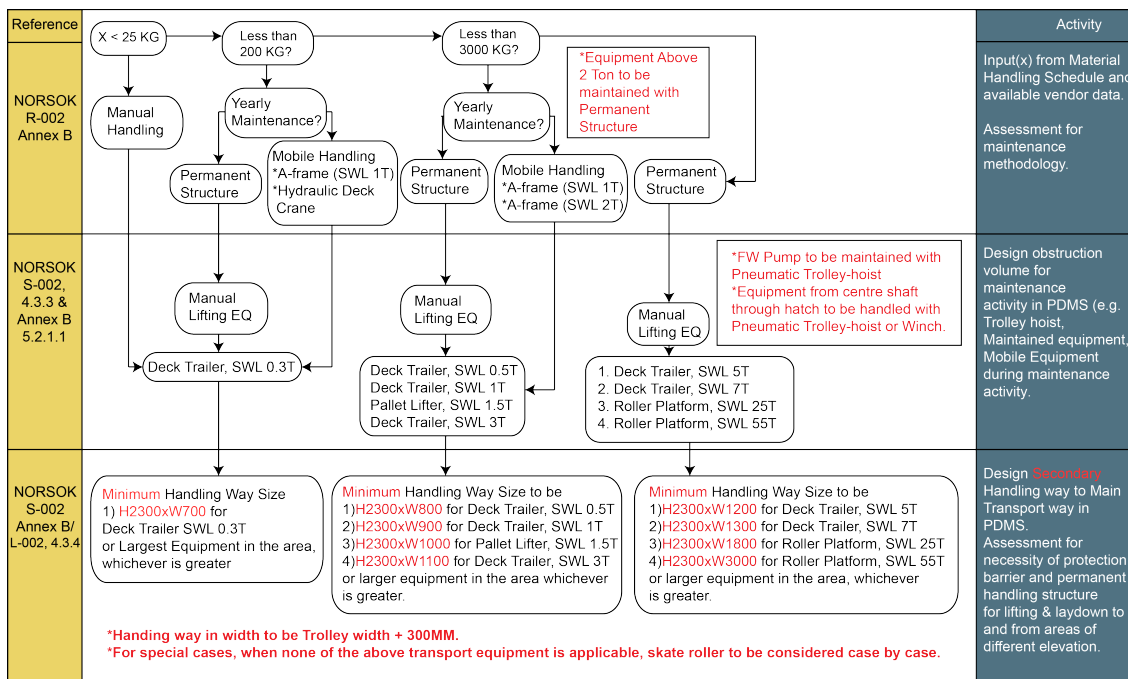 Reference
Activity
X < 25 KG
Less than
200 KG?
Less than
3000 KG?
*Equipment Above
2 Ton to be
maintained with
Permanent
Structure
NORSOK
R-002
Annex B
Manual
Handling
Yearly
Maintenance?
Yearly
Maintenance?
Permanent
Structure
Mobile Handling
*A-frame (SWL 1T)
*Hydraulic Deck
Crane
Permanent
Structure
Mobile Handling
*A-frame (SWL 1T)
*A-frame (SWL 2T)
Permanent
Structure
Input(x) from Material
Handling Schedule and
available vendor data.
Assessment for
maintenance
methodology.
NORSOK
S-002,
4.3.3 &
Annex B
5.2.1.1
Manual
Lifting EQ
Manual
Lifting EQ
Manual
Lifting EQ
*FW Pump to be maintained with
Pneumatic Trolley-hoist
*Equipment from centre shaft
through hatch to be handled with
Pneumatic Trolley-hoist or Winch.
Deck Trailer, SWL 0.3T
Deck Trailer, SWL 0.5T
Deck Trailer, SWL 1T
Pallet Lifter, SWL 1.5T
Deck Trailer, SWL 3T
1. Deck Trailer, SWL 5T
2. Deck Trailer, SWL 7T
3. Roller Platform, SWL 25T
4. Roller Platform, SWL 55T
Design obstruction
volume for
maintenance
activity in PDMS (e.g.
Trolley hoist,
Maintained equipment,
Mobile Equipment
during maintenance
activity.
NORSOK
S-002
Annex B/
L-002, 4.3.4
Minimum Handling Way Size
1) H2300xW700 for
Deck Trailer SWL 0.3T
or Largest Equipment in the area,
whichever is greater
Minimum Handling Way Size to be
1)H2300xW800 for Deck Trailer, SWL 0.5T
2)H2300xW900 for Deck Trailer, SWL 1T
3)H2300xW1000 for Pallet Lifter, SWL 1.5T
4)H2300xW1100 for Deck Trailer, SWL 3T
or larger equipment in the area whichever
is greater.
Minimum Handling Way Size to be
1)H2300xW1200 for Deck Trailer, SWL 5T
2)H2300xW1300 for Deck Trailer, SWL 7T
3)H2300xW1800 for Roller Platform, SWL 25T
4)H2300xW3000 for Roller Platform, SWL 55T
or larger equipment in the area, whichever
is greater.
Design Secondary
Handling way to Main
Transport way in
PDMS.
Assessment for
necessity of protection
barrier and permanent
handling structure
for lifting & laydown to
and from areas of
different elevation.
*Handing way in width to be Trolley width + 300MM.
*For special cases, when none of the above transport equipment is applicable, skate roller to be considered case by case.